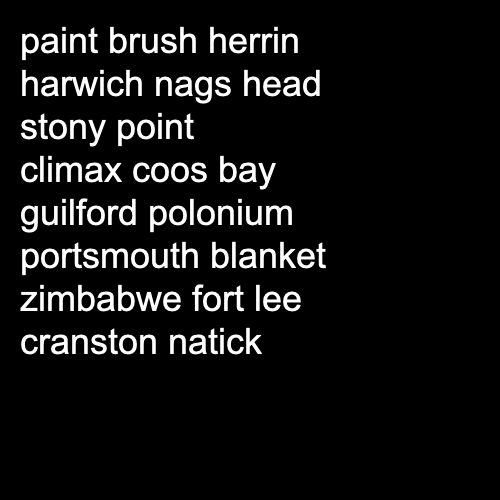 paint brush herrin
harwich nags head
stony point
climax coos bay
guilford polonium
portsmouth blanket
zimbabwe fort lee
cranston natick